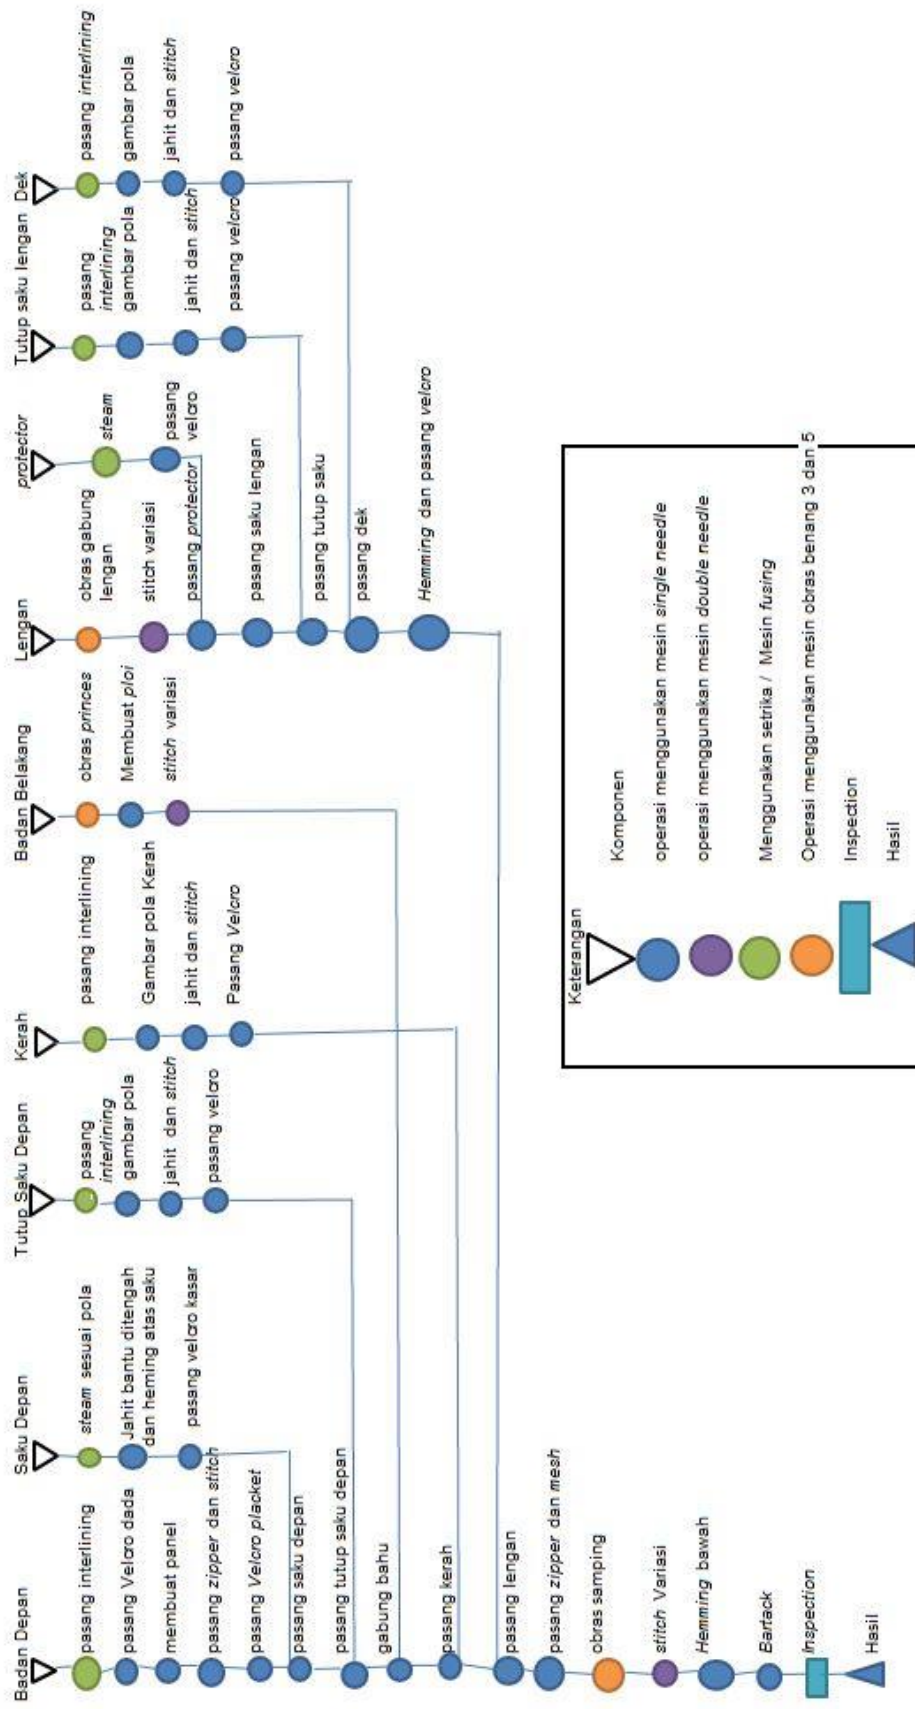 Badan Depan
pasang interlining
pasang Velcro dada
membuat panel
pasang zipper dan stitch
pasang Velcro placket
pasang saku depan
pasang tutup saku depan
gabung bahu
pasang kerah
pasang lengan
pasang zipper dan mesh
obras samping
stitch Variasi
Hemming bawah
Bartack
Inspection
Hasil
Saku Depan
steam sesuai pola
Jahit bantu ditengah
dan heming atas saku
pasang velcro kasar
Tutup Saku Depan
pasang
interlining
gambar pola
jahit dan stitch
pasang velcro
Kerah
pasang interlining
Gambar pola Kerah
jahit dan stitch
Pasang Velcro
Badan Belakang
obras princes
Membuat ploi
stitch variasi
Lengan
obras gabung
lengan
stitch variasi
pasang protector
pasang saku lengan
pasang tutup saku
pasang dek
Hemming dan pasang velcro
protector
steam
pasang
velcro
Tutup saku lengan
pasang
interlining
gambar pola
jahit dan stitch
pasang velcro
Dek
pasang interlining
gambar pola
jahit dan stitch
pasang velcro
Keterangan
Komponen
operasi menggunakan mesin single needle
operasi menggunakan mesin double needle
Menggunakan setrika / Mesin fusing
Operasi menggunakan mesin obras benang 3 dan 5
Inspection
Hasil